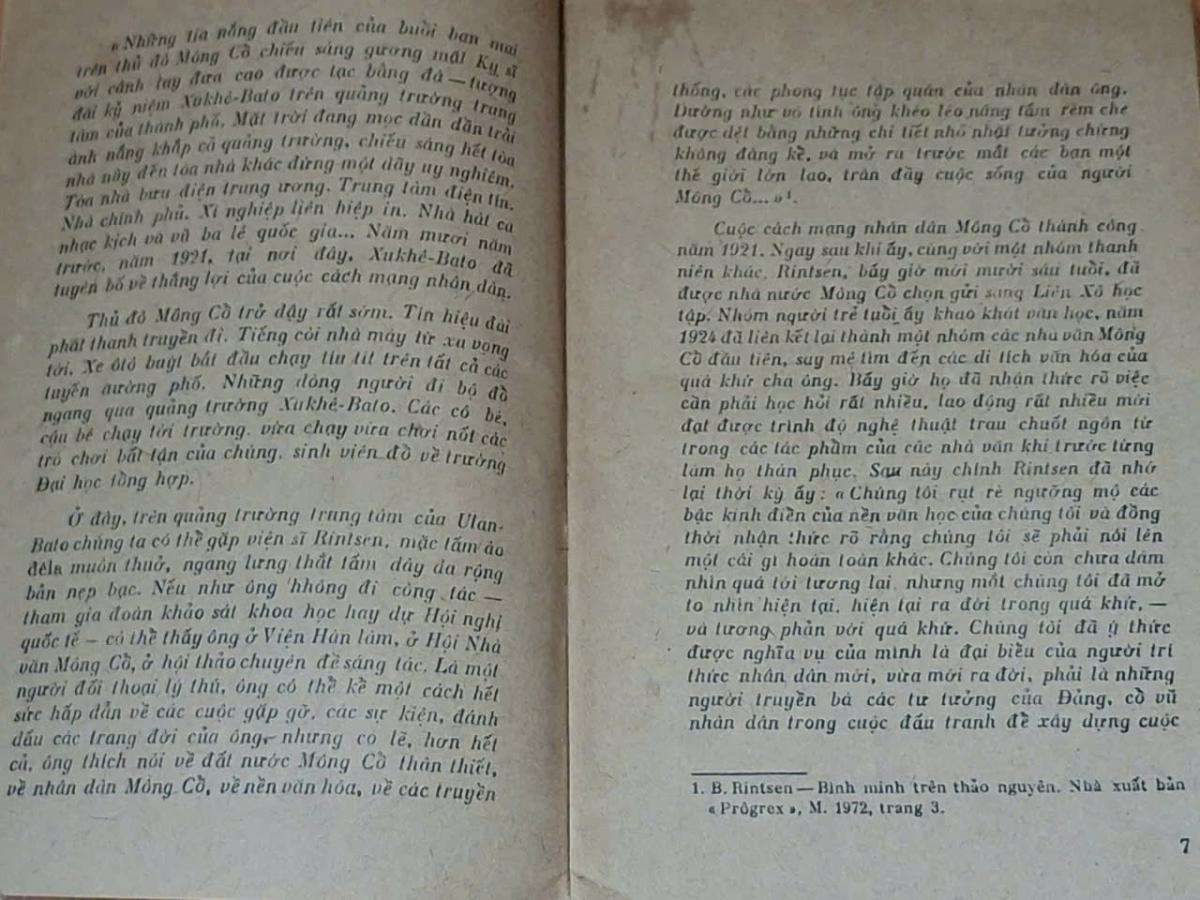 « Những tia nắng đầu tiên của buổi ban mai
trên thủ đô Mông Cổ chiếu sáng gương mặt Kỵ sĩ
với cánh tay đưa cao được tạc bằng đá — tượng
đài kỷ niệm Xukhê-Bato trên quảng trường trung
tâm của thành phố. Mặt trời đang mọc dần dần trải
ánh nắng khắp cả quảng trường, chiếu sáng hết tòa
nhà này đến tòa nhà khác đứng một dãy uy nghiêm.
Tòa nhà bưu điện trung ương. Trung tâm điện tín.
Nhà chính phủ. Xí nghiệp liên hiệp in. Nhà hát ca
nhạc kịch và vũ ba lê quốc gia... Năm mươi năm
trước, năm 1921, tại nơi đây, Xukhê-Bato đã
tuyên bố về thắng lợi của cuộc cách mạng nhân dân.
Thủ đô Mông Cổ trở dậy rất sớm. Tín hiệu đài
phát thanh truyền đi. Tiếng còi nhà máy từ xa vọng
tới. Xe ôtô buýt bắt đầu chạy tíu tít trên tất cả các
tuyến đường phố. Những dòng người đi bộ đổ
ngang qua quảng trường Xukhê-Bato. Các cô bé,
cậu bé chạy tới trường, vừa chạy vừa chơi nốt các
trò chơi bất tận của chúng, sinh viên đổ về trường
Đại học tổng hợp.
Ở đây, trên quảng trường trung tâm của Ulan-
Bato chúng ta có thể gặp viện sĩ Rintsen, mặc tấm áo
đêla muôn thuở, ngang lưng thắt tấm dây da rộng
bản nẹp bạc. Nếu như ông không đi công tác —
tham gia đoàn khảo sát khoa học hay dự Hội nghị
quốc tế — có thể thấy ông ở Viện Hàn lâm, ở Hội Nhà
văn Mông Cổ, ở hội thảo chuyên đề sáng tác. Là một
người đối thoại lý thú, ông có thể kể một cách hết
sức hấp dẫn về các cuộc gặp gỡ, các sự kiện, đánh
dấu các trang đời của ông, nhưng có lẽ, hơn hết
cả, ông thích nói về đất nước Mông Cổ thân thiết,
về nhân dân Mông Cổ, về nền văn hóa, về các truyền
thống, các phong tục tập quán của nhân dân ông.
Dường như vô tình ông khéo léo nâng tấm rèm che
được dệt bằng những chi tiết nhỏ nhặt tưởng chừng
không đáng kể, và mở ra trước mắt các bạn một
thế giới lớn lao, tràn đầy cuộc sống của người
Mông Cổ... »¹.
Cuộc cách mạng nhân dân Mông Cổ thành công
năm 1921. Ngay sau khi ấy, cùng với một nhóm thanh
niên khác, Rintsen, bấy giờ mới mười sáu tuổi, đã
được nhà nước Mông Cổ chọn gửi sang Liên Xô học
tập. Nhóm người trẻ tuổi ấy khao khát văn học, năm
1924 đã liên kết lại thành một nhóm các nhà văn Mông
Cổ đầu tiên, say mê tìm đến các di tích văn hóa của
quá khứ cha ông. Bấy giờ họ đã nhận thức rõ việc
cần phải học hỏi rất nhiều, lao động rất nhiều mới
đạt được trình độ nghệ thuật trau chuốt ngôn từ
trong các tác phẩm của các nhà văn khi trước từng
làm họ thán phục. Sau này chính Rintsen đã nhớ
lại thời kỳ ấy : « Chúng tôi rụt rè ngưỡng mộ các
bậc kinh điển của nền văn học của chúng tôi và đồng
thời nhận thức rõ rằng chúng tôi sẽ phải nói lên
một cái gì hoàn toàn khác. Chúng tôi còn chưa dám
nhìn quá tới tương lai, nhưng mắt chúng tôi đã mở
to nhìn hiện tại, hiện tại ra đời trong quá khứ, —
và tương phản với quá khứ. Chúng tôi đã ý thức
được nghĩa vụ của mình là đại biểu của người trí
thức nhân dân mới, vừa mới ra đời, phải là những
người truyền bá các tư tưởng của Đảng, cổ vũ
nhân dân trong cuộc đấu tranh để xây dựng cuộc
1. B. Rintsen — Bình minh trên thảo nguyên. Nhà xuất bản
« Prôgrex », M. 1972, trang 3.
7